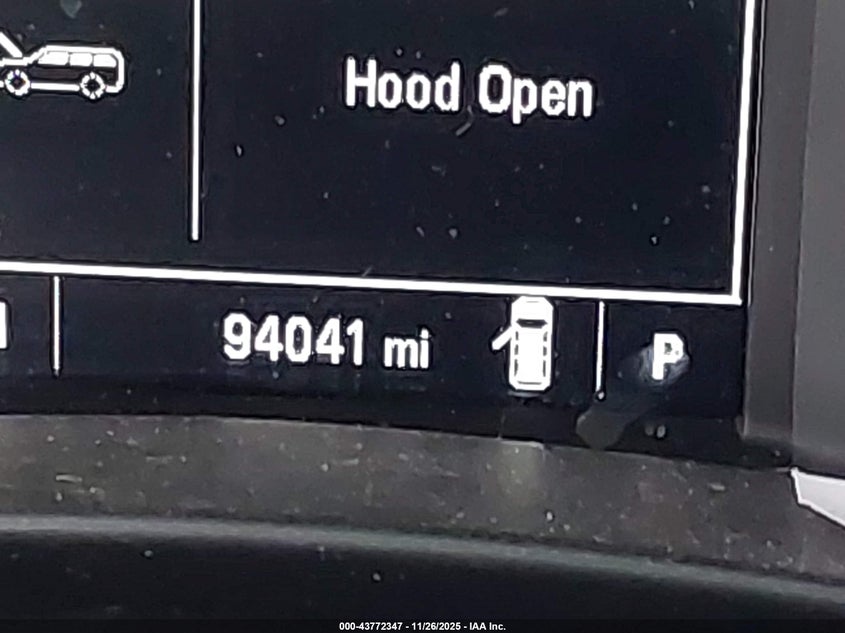 Hood Open
94041 mi
P
000-43772347 - 11/26/2025 - IAA Inc.